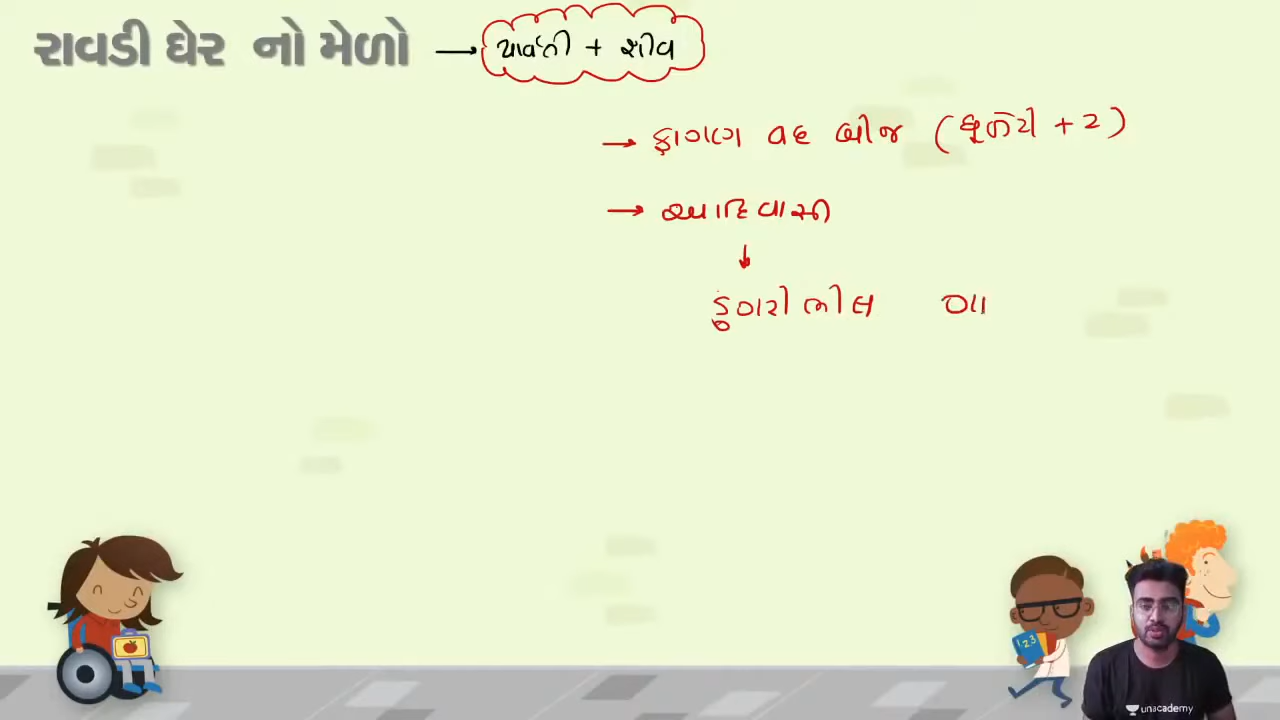 રાવડી ઘેર નો મેળો → પાર્વતી + શીવ
→ ફાગણ વદ બીજ (ધૂળેટી + 2)
→ આદિવાસી
↓
ડુંગરી ભીલ
unacademy